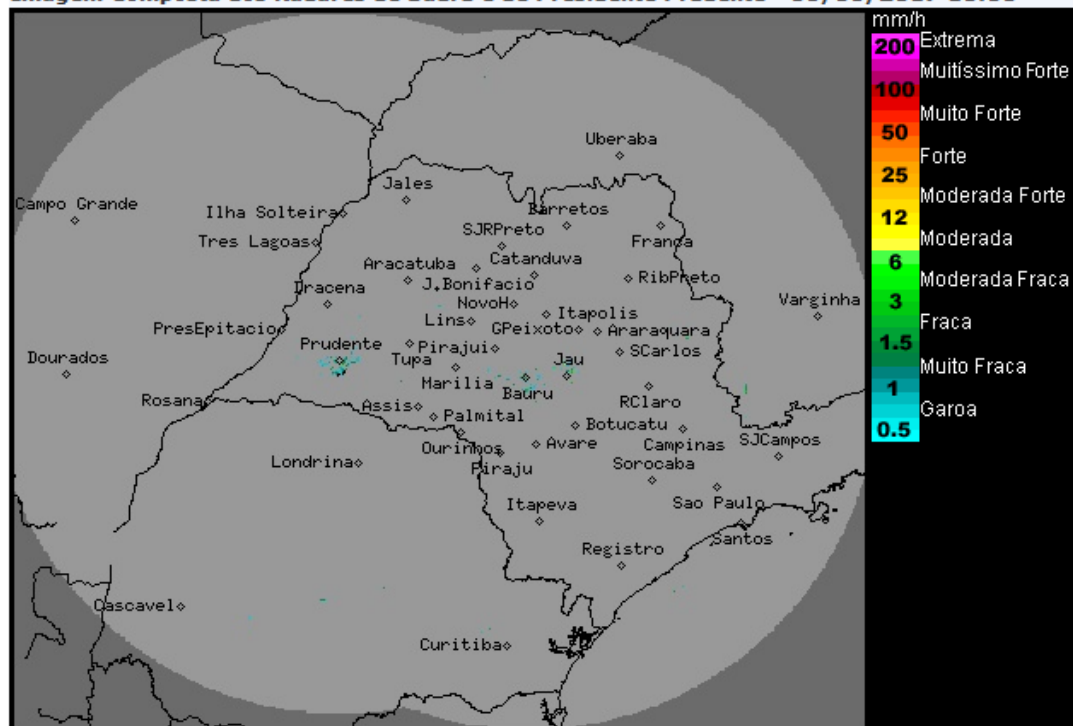 mm/h
200 Extrema
Muitíssimo Forte
100
Muito Forte
50
Forte
25
Moderada Forte
12
Moderada
6
Moderada Fraca
3
Fraca
1.5
Muito Fraca
1
Garoa
0.5
Uberaba
Jales
Campo Grande
Ilha Solteira
Barretos
Tres Lagoas
SJRPreto
Franca
Aracatuba
Catanduva
J.Bonifacio
RibPreto
Dracena
NovoH
Varginha
Itapolis
PresEpitacio
Lins
GPeixoto
Araraquara
Prudente
Dourados
Tupa
Pirajui
Jau
SCarlos
Marilia
Bauru
Rosana
Assis
RClaro
Palmital
Botucatu
Ourinhos
Avare
Campinas
SJCampos
Londrina
Piraju
Sorocaba
Itapeva
Sao Paulo
Santos
Registro
Cascavel
Curitiba